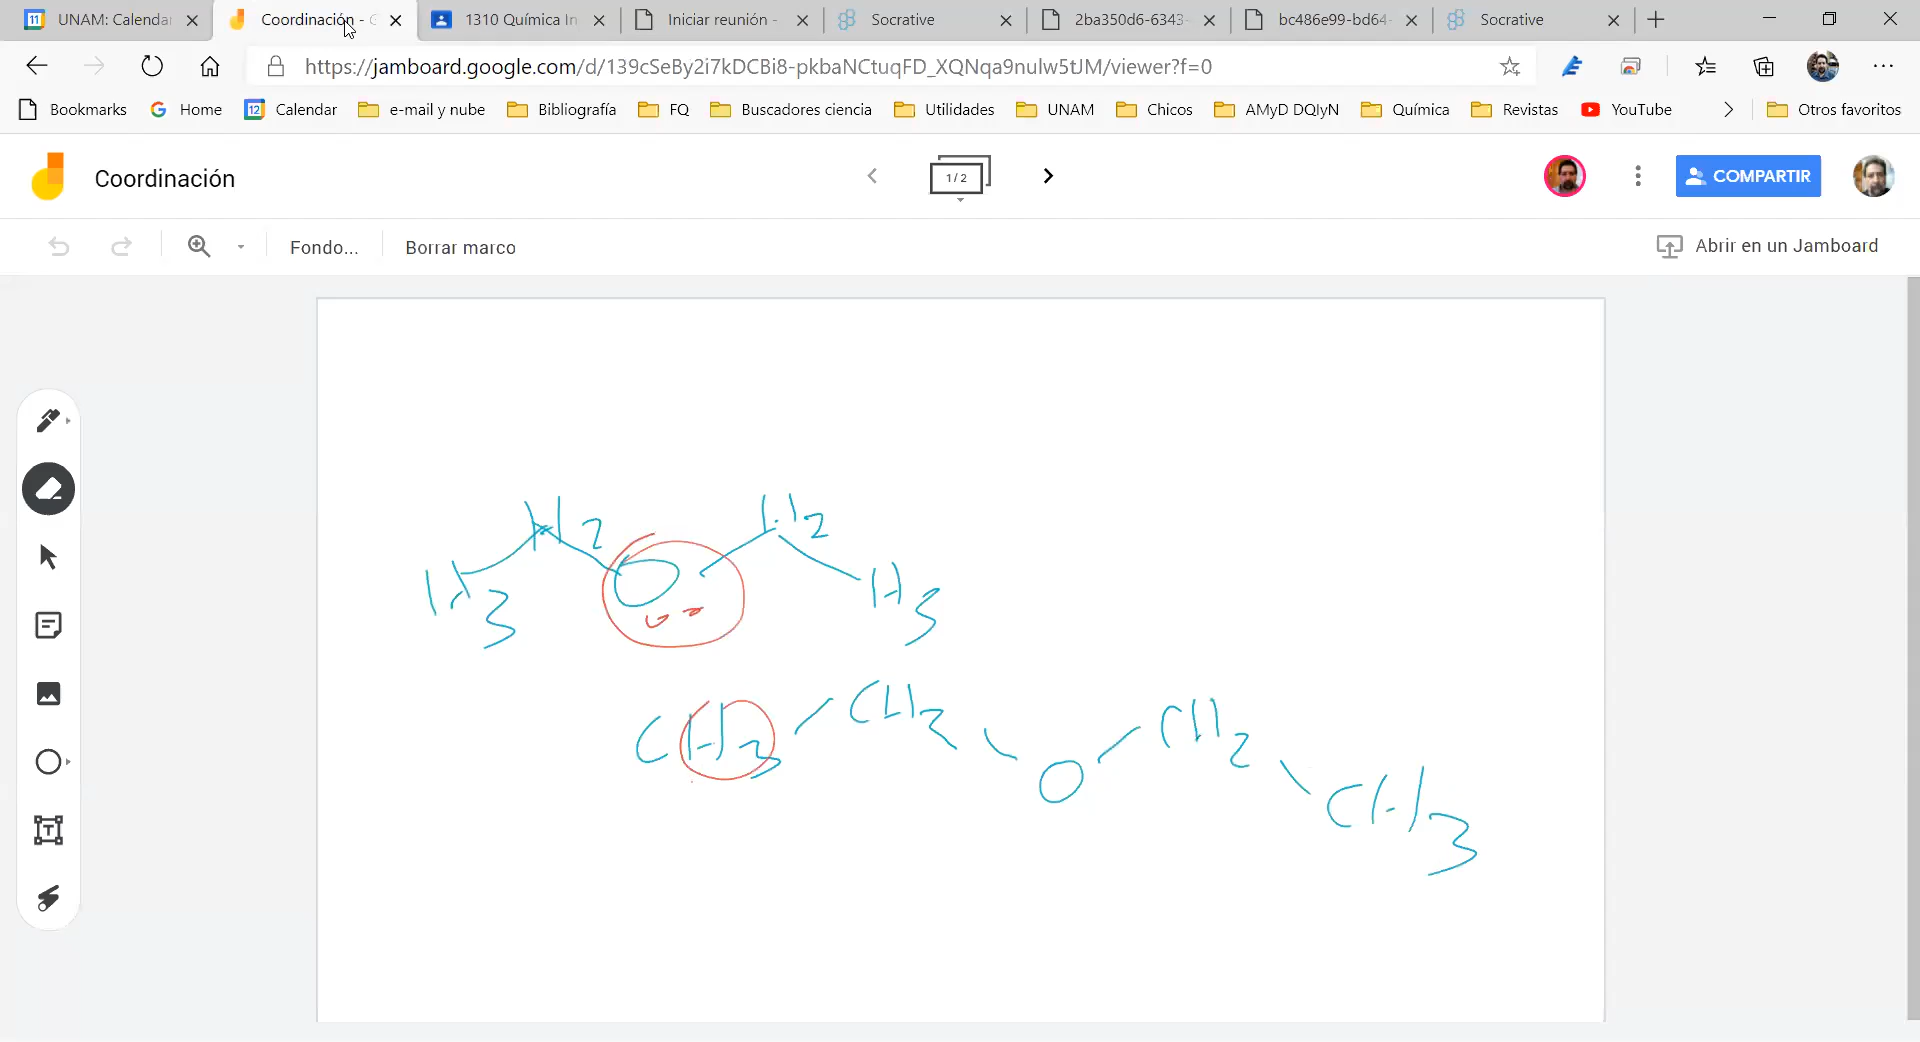 UNAM: Calenda
Coordinación - G
1310 Química In
Iniciar reunión -
Socrative
2ba350d6-6343-
bc486e99-bd64-
Socrative
https://jamboard.google.com/d/139cSeBy2i7kDCBi8-pkbaNCtuqFD_XQNqa9nulw5tJM/viewer?f=0
Bookmarks
Home
Calendar
e-mail y nube
Bibliografía
FQ
Buscadores ciencia
Utilidades
UNAM
Chicos
AMyD DQIyN
Química
Revistas
YouTube
Otros favoritos
Coordinación
1 / 2
COMPARTIR
Fondo...
Borrar marco
Abrir en un Jamboard
H2 H2
H3 O H3
CH3 CH2 O CH2 CH3